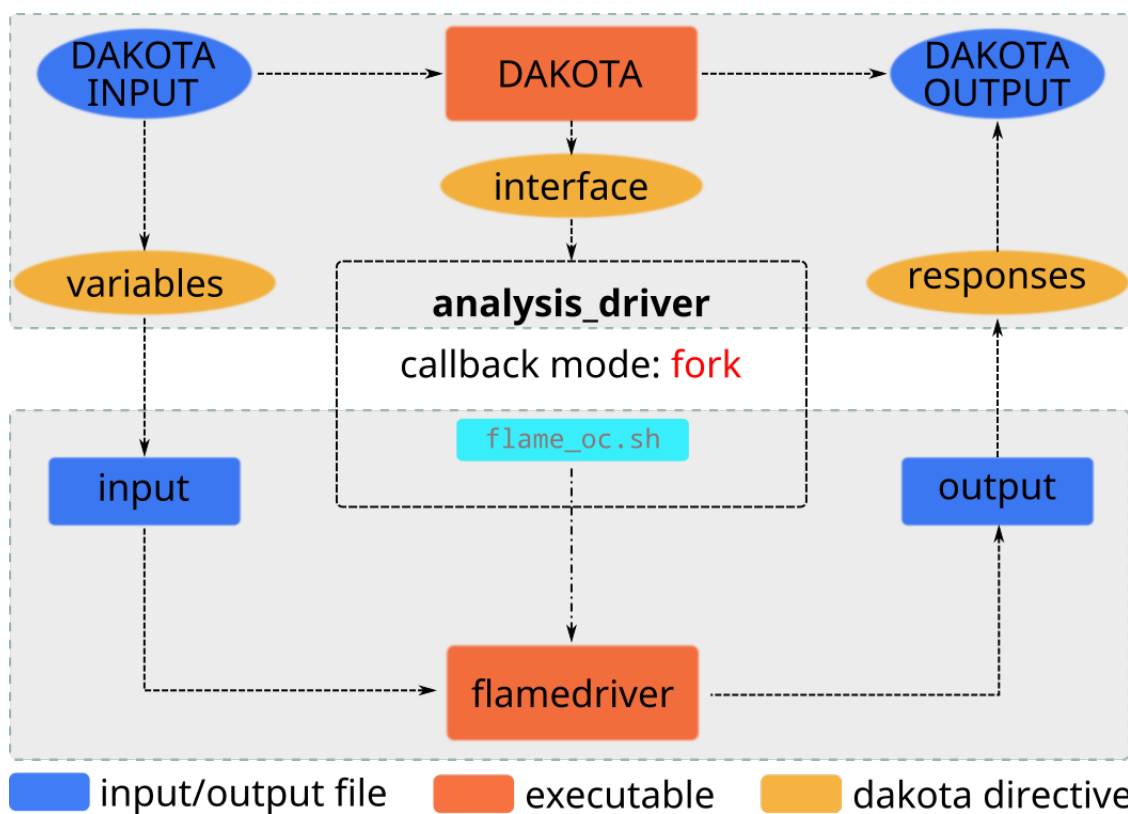 DAKOTA
INPUT
DAKOTA
DAKOTA
OUTPUT
interface
variables
responses
analysis_driver
callback mode: fork
flame_oc.sh
input
output
flamedriver
input/output file
executable
dakota directive